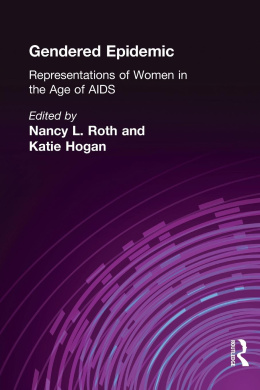 Gendered Epidemic
Representations of Women in
the Age of AIDS
Edited by
Nancy L. Roth and
Katie Hogan
ROUTLEDGE